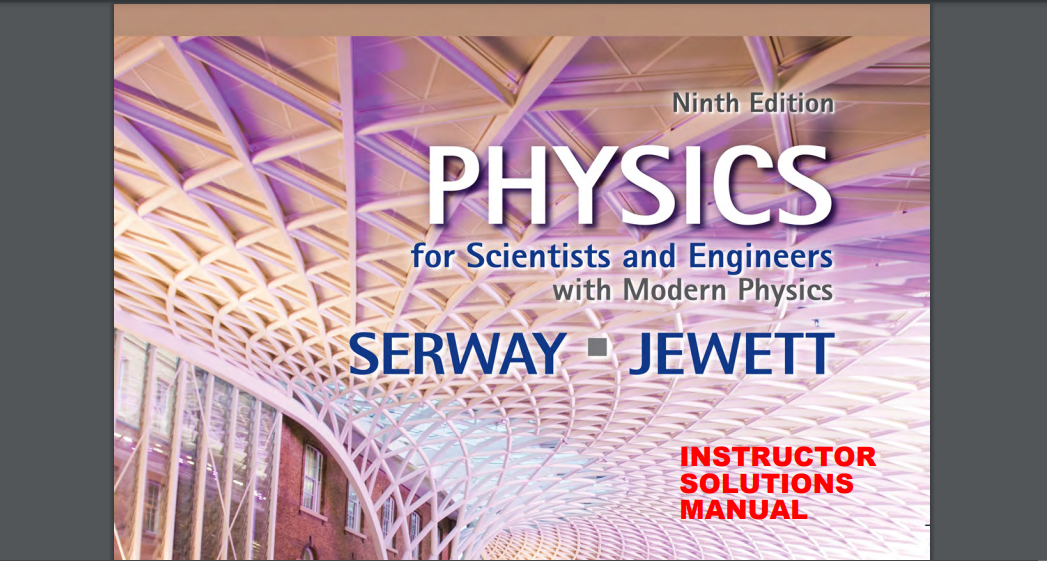 Ninth Edition
PHYSICS
for Scientists and Engineers
with Modern Physics
SERWAY ■ JEWETT
INSTRUCTOR
SOLUTIONS
MANUAL